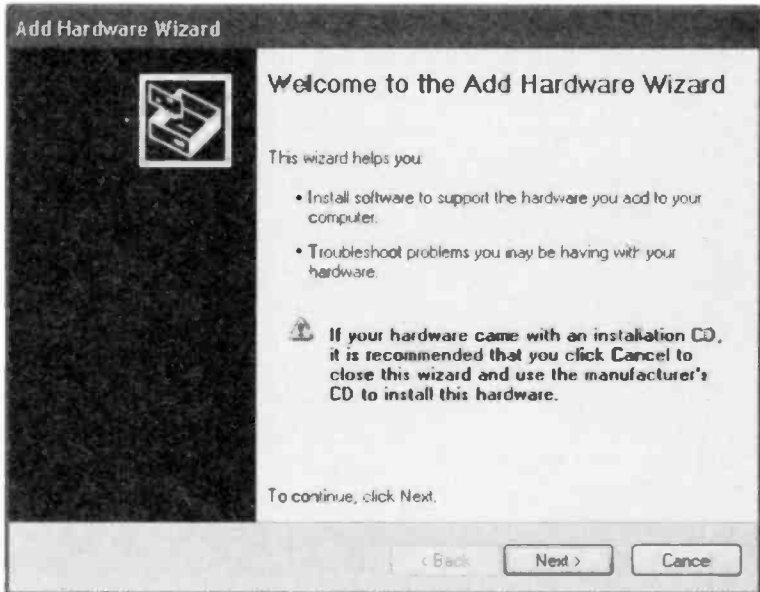 Add Hardware Wizard
Welcome to the Add Hardware Wizard
This wizard helps you:
• Install software to support the hardware you add to your
computer.
• Troubleshoot problems you may be having with your
hardware.
If your hardware came with an installation CD,
it is recommended that you click Cancel to
close this wizard and use the manufacturer's
CD to install this hardware.
To continue, click Next.
< Back
Next >
Cancel